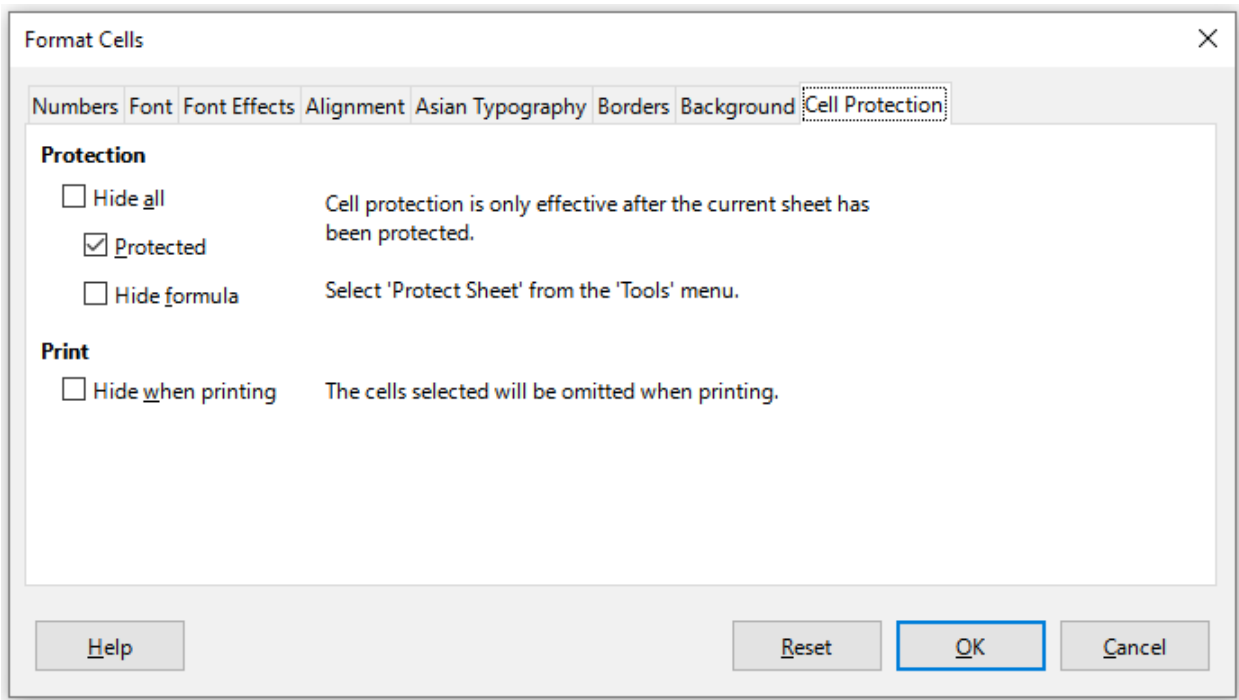 Format Cells
Numbers Font Font Effects Alignment Asian Typography Borders Background Cell Protection
Protection
Hide all
Cell protection is only effective after the current sheet has
been protected.
Protected
Hide formula
Select 'Protect Sheet' from the 'Tools' menu.
Print
Hide when printing
The cells selected will be omitted when printing.
Help
Reset
OK
Cancel